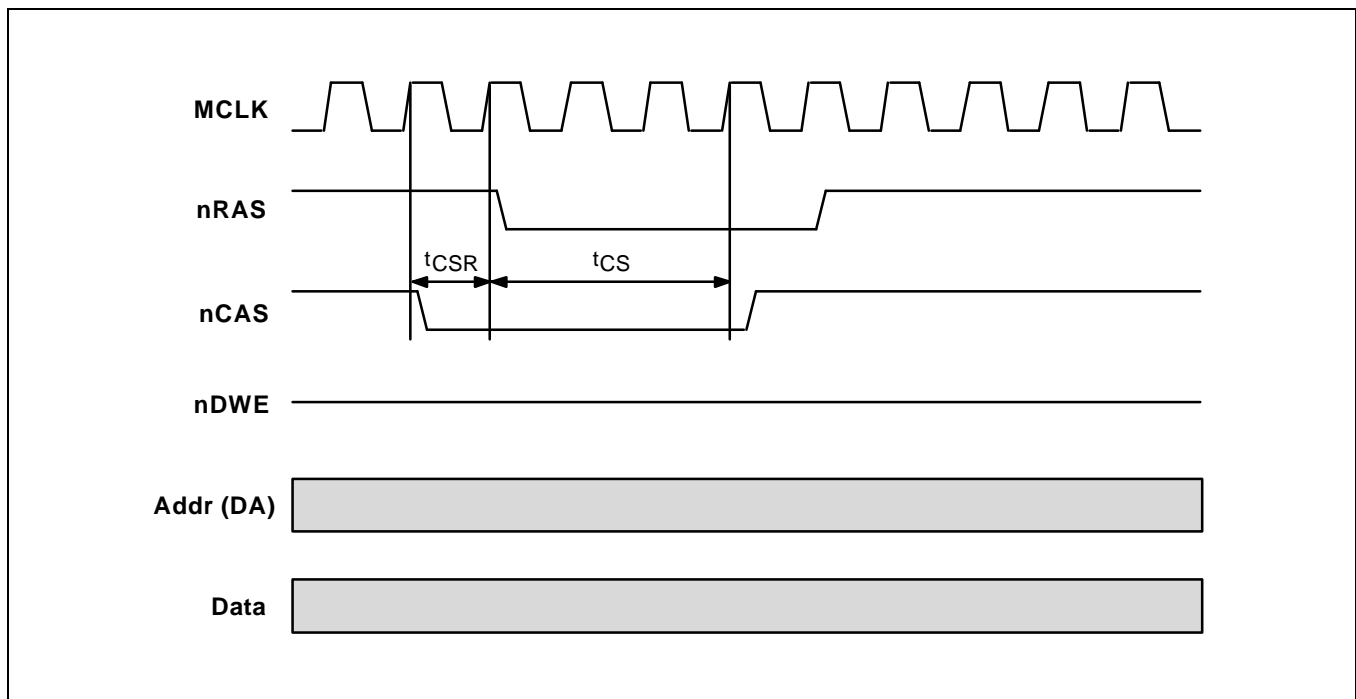 MCLK
nRAS
tCSR tCS
nCAS
nDWE
Addr (DA)
Data